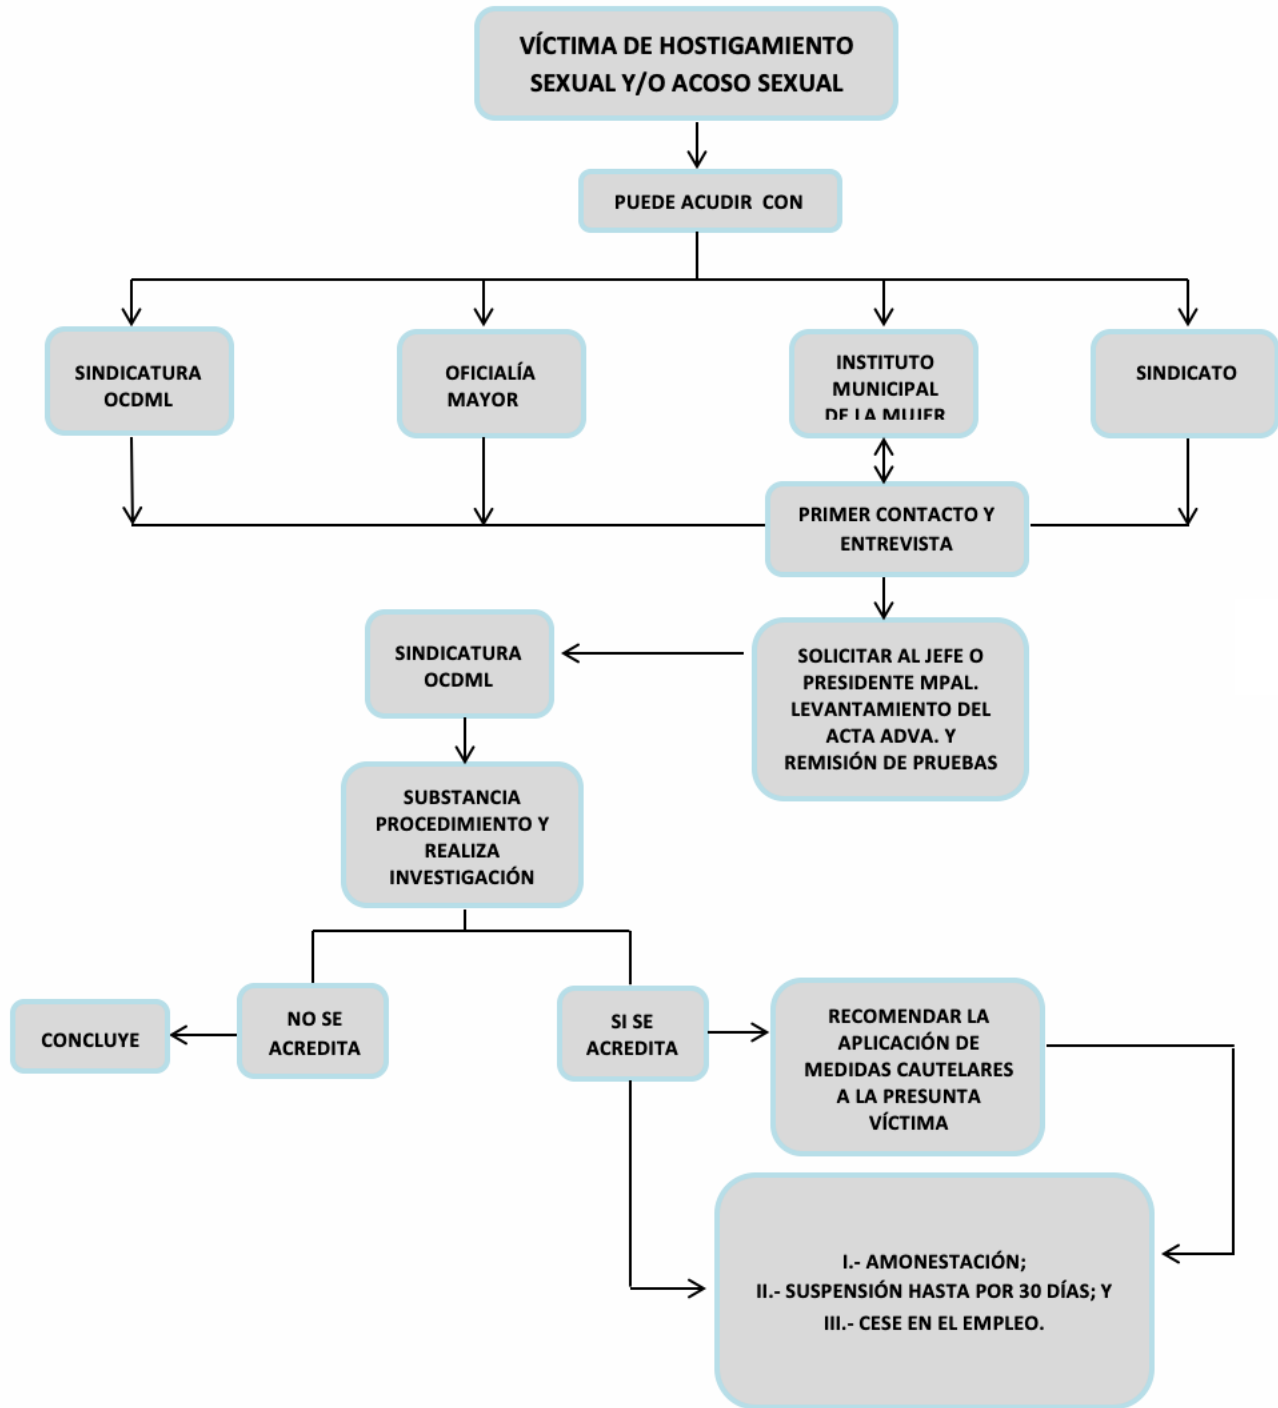 VÍCTIMA DE HOSTIGAMIENTO
SEXUAL Y/O ACOSO SEXUAL
PUEDE ACUDIR CON
SINDICATURA
OCDML
OFICIALÍA
MAYOR
INSTITUTO
MUNICIPAL
DE LA MUJER
SINDICATO
PRIMER CONTACTO Y
ENTREVISTA
SINDICATURA
OCDML
SOLICITAR AL JEFE O
PRESIDENTE MPAL.
LEVANTAMIENTO DEL
ACTA ADVA. Y
REMISIÓN DE PRUEBAS
SUBSTANCIA
PROCEDIMIENTO Y
REALIZA
INVESTIGACIÓN
CONCLUYE
NO SE
ACREDITA
SI SE
ACREDITA
RECOMENDAR LA
APLICACIÓN DE
MEDIDAS CAUTELARES
A LA PRESUNTA
VÍCTIMA
I.- AMONESTACIÓN;
II.- SUSPENSIÓN HASTA POR 30 DÍAS; Y
III.- CESE EN EL EMPLEO.